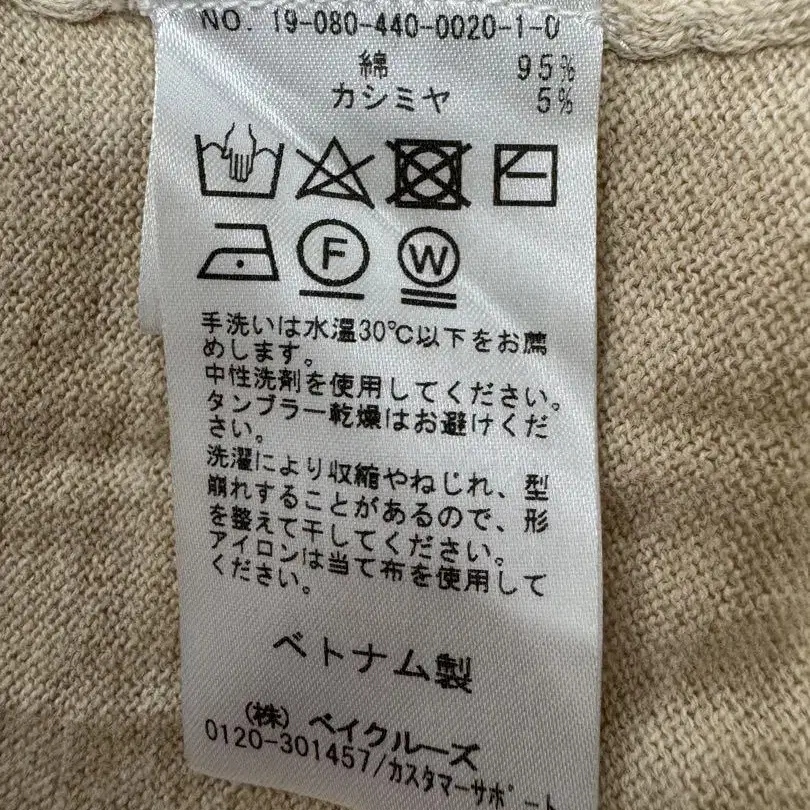 NO. 19-080-440-0020-1-0
綿 95%
カシミヤ 5%
F W
手洗いは水温30℃以下をお薦
めします。
中性洗剤を使用してください。
タンブラー乾燥はお避けくだ
さい。
洗濯により収縮やねじれ、型
崩れすることがあるので、形
を整えて干してください。
アイロンは当て布を使用して
ください。
ベトナム製
(株) ベイクルーズ
0120-301457/カスタマーサポート